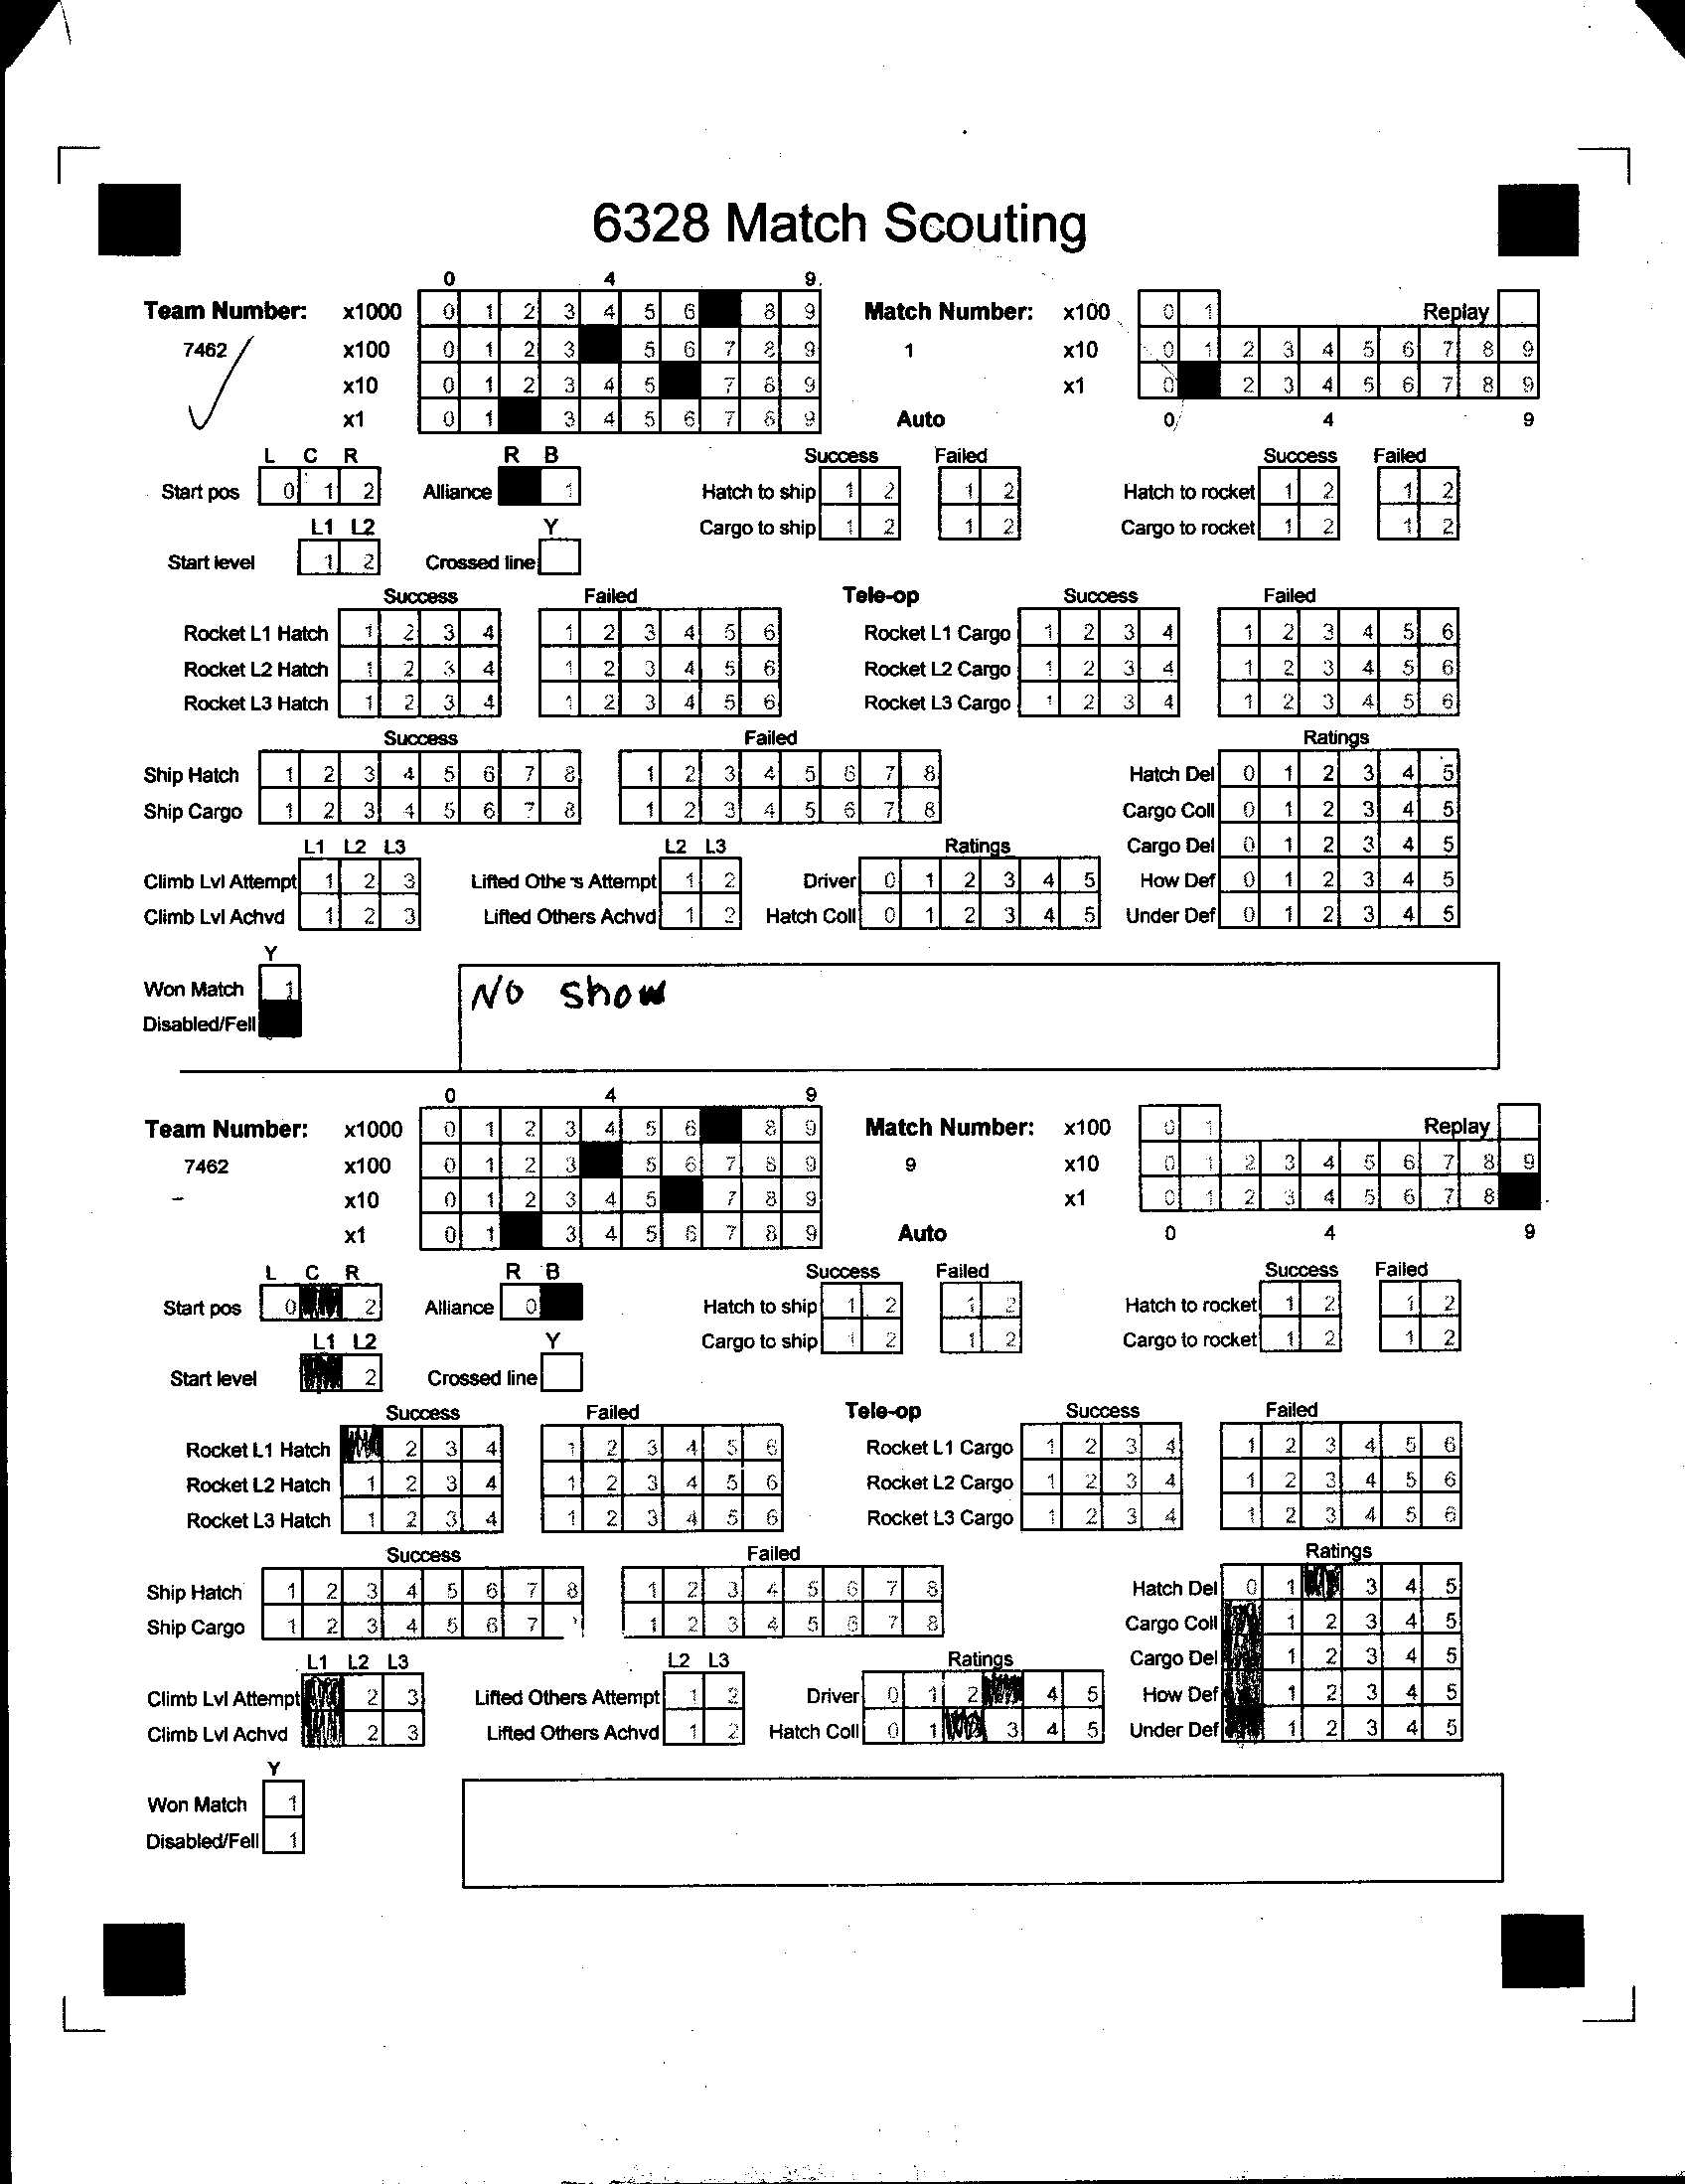 6328 Match Scouting
0 4 9
Team Number: x1000 0 1 2 3 4 5 6 8 9 Match Number: x100 0 1 Replay
7462 x100 0 1 2 3 5 6 7 8 9 1 x10 0 1 2 3 4 5 6 7 8 9
x10 0 1 2 3 4 5 7 8 9 x1 0 2 3 4 5 6 7 8 9
x1 0 1 3 4 5 6 7 8 9 Auto 0 4 9
L C R R B Success Failed Success Failed
Start pos 0 1 2 Alliance 1 Hatch to ship 1 2 1 2 Hatch to rocket 1 2 1 2
L1 L2 Y Cargo to ship 1 2 1 2 Cargo to rocket 1 2 1 2
Start level 1 2 Crossed line
Success Failed Tele-op Success Failed
Rocket L1 Hatch 1 2 3 4 1 2 3 4 5 6 Rocket L1 Cargo 1 2 3 4 1 2 3 4 5 6
Rocket L2 Hatch 1 2 3 4 1 2 3 4 5 6 Rocket L2 Cargo 1 2 3 4 1 2 3 4 5 6
Rocket L3 Hatch 1 2 3 4 1 2 3 4 5 6 Rocket L3 Cargo 1 2 3 4 1 2 3 4 5 6
Success Failed Ratings
Ship Hatch 1 2 3 4 5 6 7 8 1 2 3 4 5 6 7 8 Hatch Del 0 1 2 3 4 5
Ship Cargo 1 2 3 4 5 6 7 8 1 2 3 4 5 6 7 8 Cargo Coll 0 1 2 3 4 5
L1 L2 L3 L2 L3 Ratings Cargo Del 0 1 2 3 4 5
Climb Lvl Attempt 1 2 3 Lifted Others Attempt 1 2 Driver 0 1 2 3 4 5 How Def 0 1 2 3 4 5
Climb Lvl Achvd 1 2 3 Lifted Others Achvd 1 2 Hatch Coll 0 1 2 3 4 5 Under Def 0 1 2 3 4 5
Y
Won Match 1 No show
Disabled/Fell
0 4 9
Team Number: x1000 0 1 2 3 4 5 6 8 9 Match Number: x100 0 1 Replay
7462 x100 0 1 2 3 5 6 7 8 9 9 x10 0 1 2 3 4 5 6 7 8 9
x10 0 1 2 3 4 5 7 8 9 x1 0 1 2 3 4 5 6 7 8
x1 0 1 3 4 5 6 7 8 9 Auto 0 4 9
L C R R B Success Failed Success Failed
Start pos 0 2 Alliance 0 Hatch to ship 1 2 1 2 Hatch to rocket 1 2 1 2
L1 L2 Y Cargo to ship 1 2 1 2 Cargo to rocket 1 2 1 2
Start level 2 Crossed line
Success Failed Tele-op Success Failed
Rocket L1 Hatch 2 3 4 1 2 3 4 5 6 Rocket L1 Cargo 1 2 3 4 1 2 3 4 5 6
Rocket L2 Hatch 1 2 3 4 1 2 3 4 5 6 Rocket L2 Cargo 1 2 3 4 1 2 3 4 5 6
Rocket L3 Hatch 1 2 3 4 1 2 3 4 5 6 Rocket L3 Cargo 1 2 3 4 1 2 3 4 5 6
Success Failed Ratings
Ship Hatch 1 2 3 4 5 6 7 8 1 2 3 4 5 6 7 8 Hatch Del 0 1 3 4 5
Ship Cargo 1 2 3 4 5 6 7 1 2 3 4 5 6 7 8 Cargo Coll 1 2 3 4 5
L1 L2 L3 L2 L3 Ratings Cargo Del 1 2 3 4 5
Climb Lvl Attempt 2 3 Lifted Others Attempt 1 2 Driver 0 1 2 4 5 How Def 1 2 3 4 5
Climb Lvl Achvd 2 3 Lifted Others Achvd 1 2 Hatch Coll 0 1 3 4 5 Under Def 1 2 3 4 5
Y
Won Match 1
Disabled/Fell 1